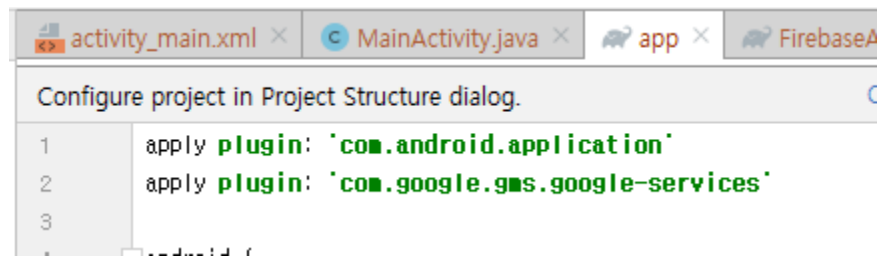 activity_main.xml × C MainActivity.java × app × FirebaseA
Configure project in Project Structure dialog.
1 apply plugin: 'com.android.application'
2 apply plugin: 'com.google.gms.google-services'
3